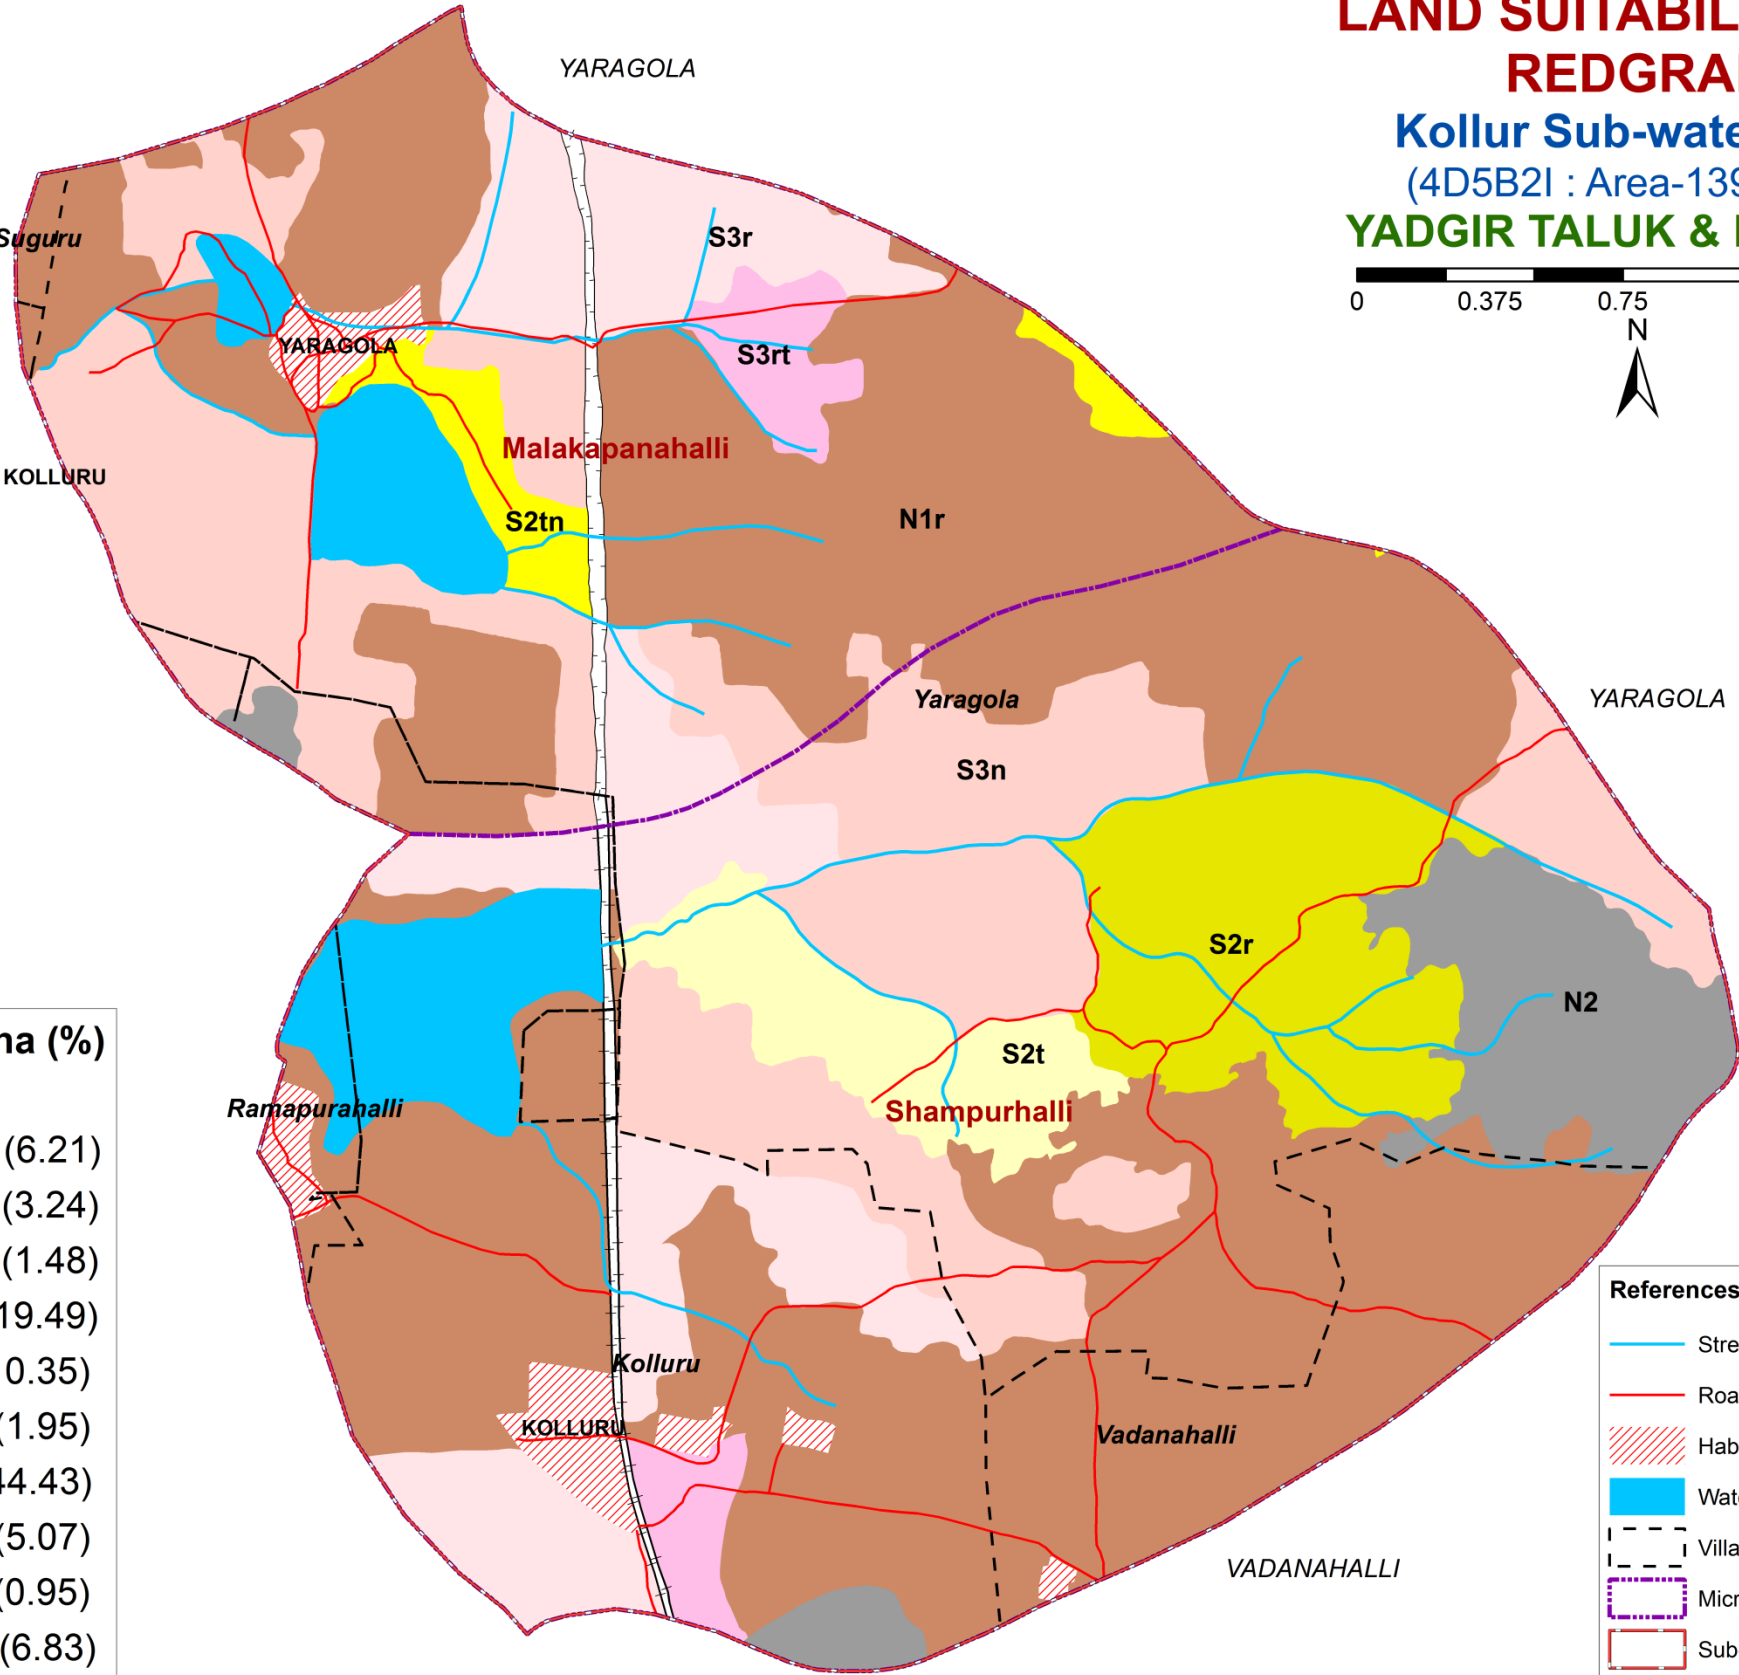 LAND SUITABIL
REDGRA
Kollur Sub-wate
(4D5B2I : Area-139
YADGIR TALUK &
0 0.375 0.75
N
YARAGOLA
Suguru
S3r
YARAGOLA
S3rt
Malakapanahalli
KOLLURU
S2tn
N1r
Yaragola
YARAGOLA
S3n
S2r
N2
S2t
Ramapurahalli
Shampurhalli
Kolluru
KOLLURU
Vadanahalli
VADANAHALLI
ha (%)
(6.21)
(3.24)
(1.48)
19.49)
0.35)
(1.95)
44.43)
(5.07)
(0.95)
(6.83)
References
Stre
Roa
Hab
Wat
Villa
Micr
Sub